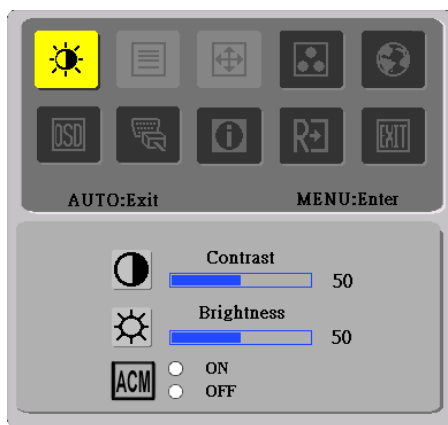 OSD
R
EXIT
AUTO:Exit MENU:Enter
Contrast
50
Brightness
50
ACM ON
OFF